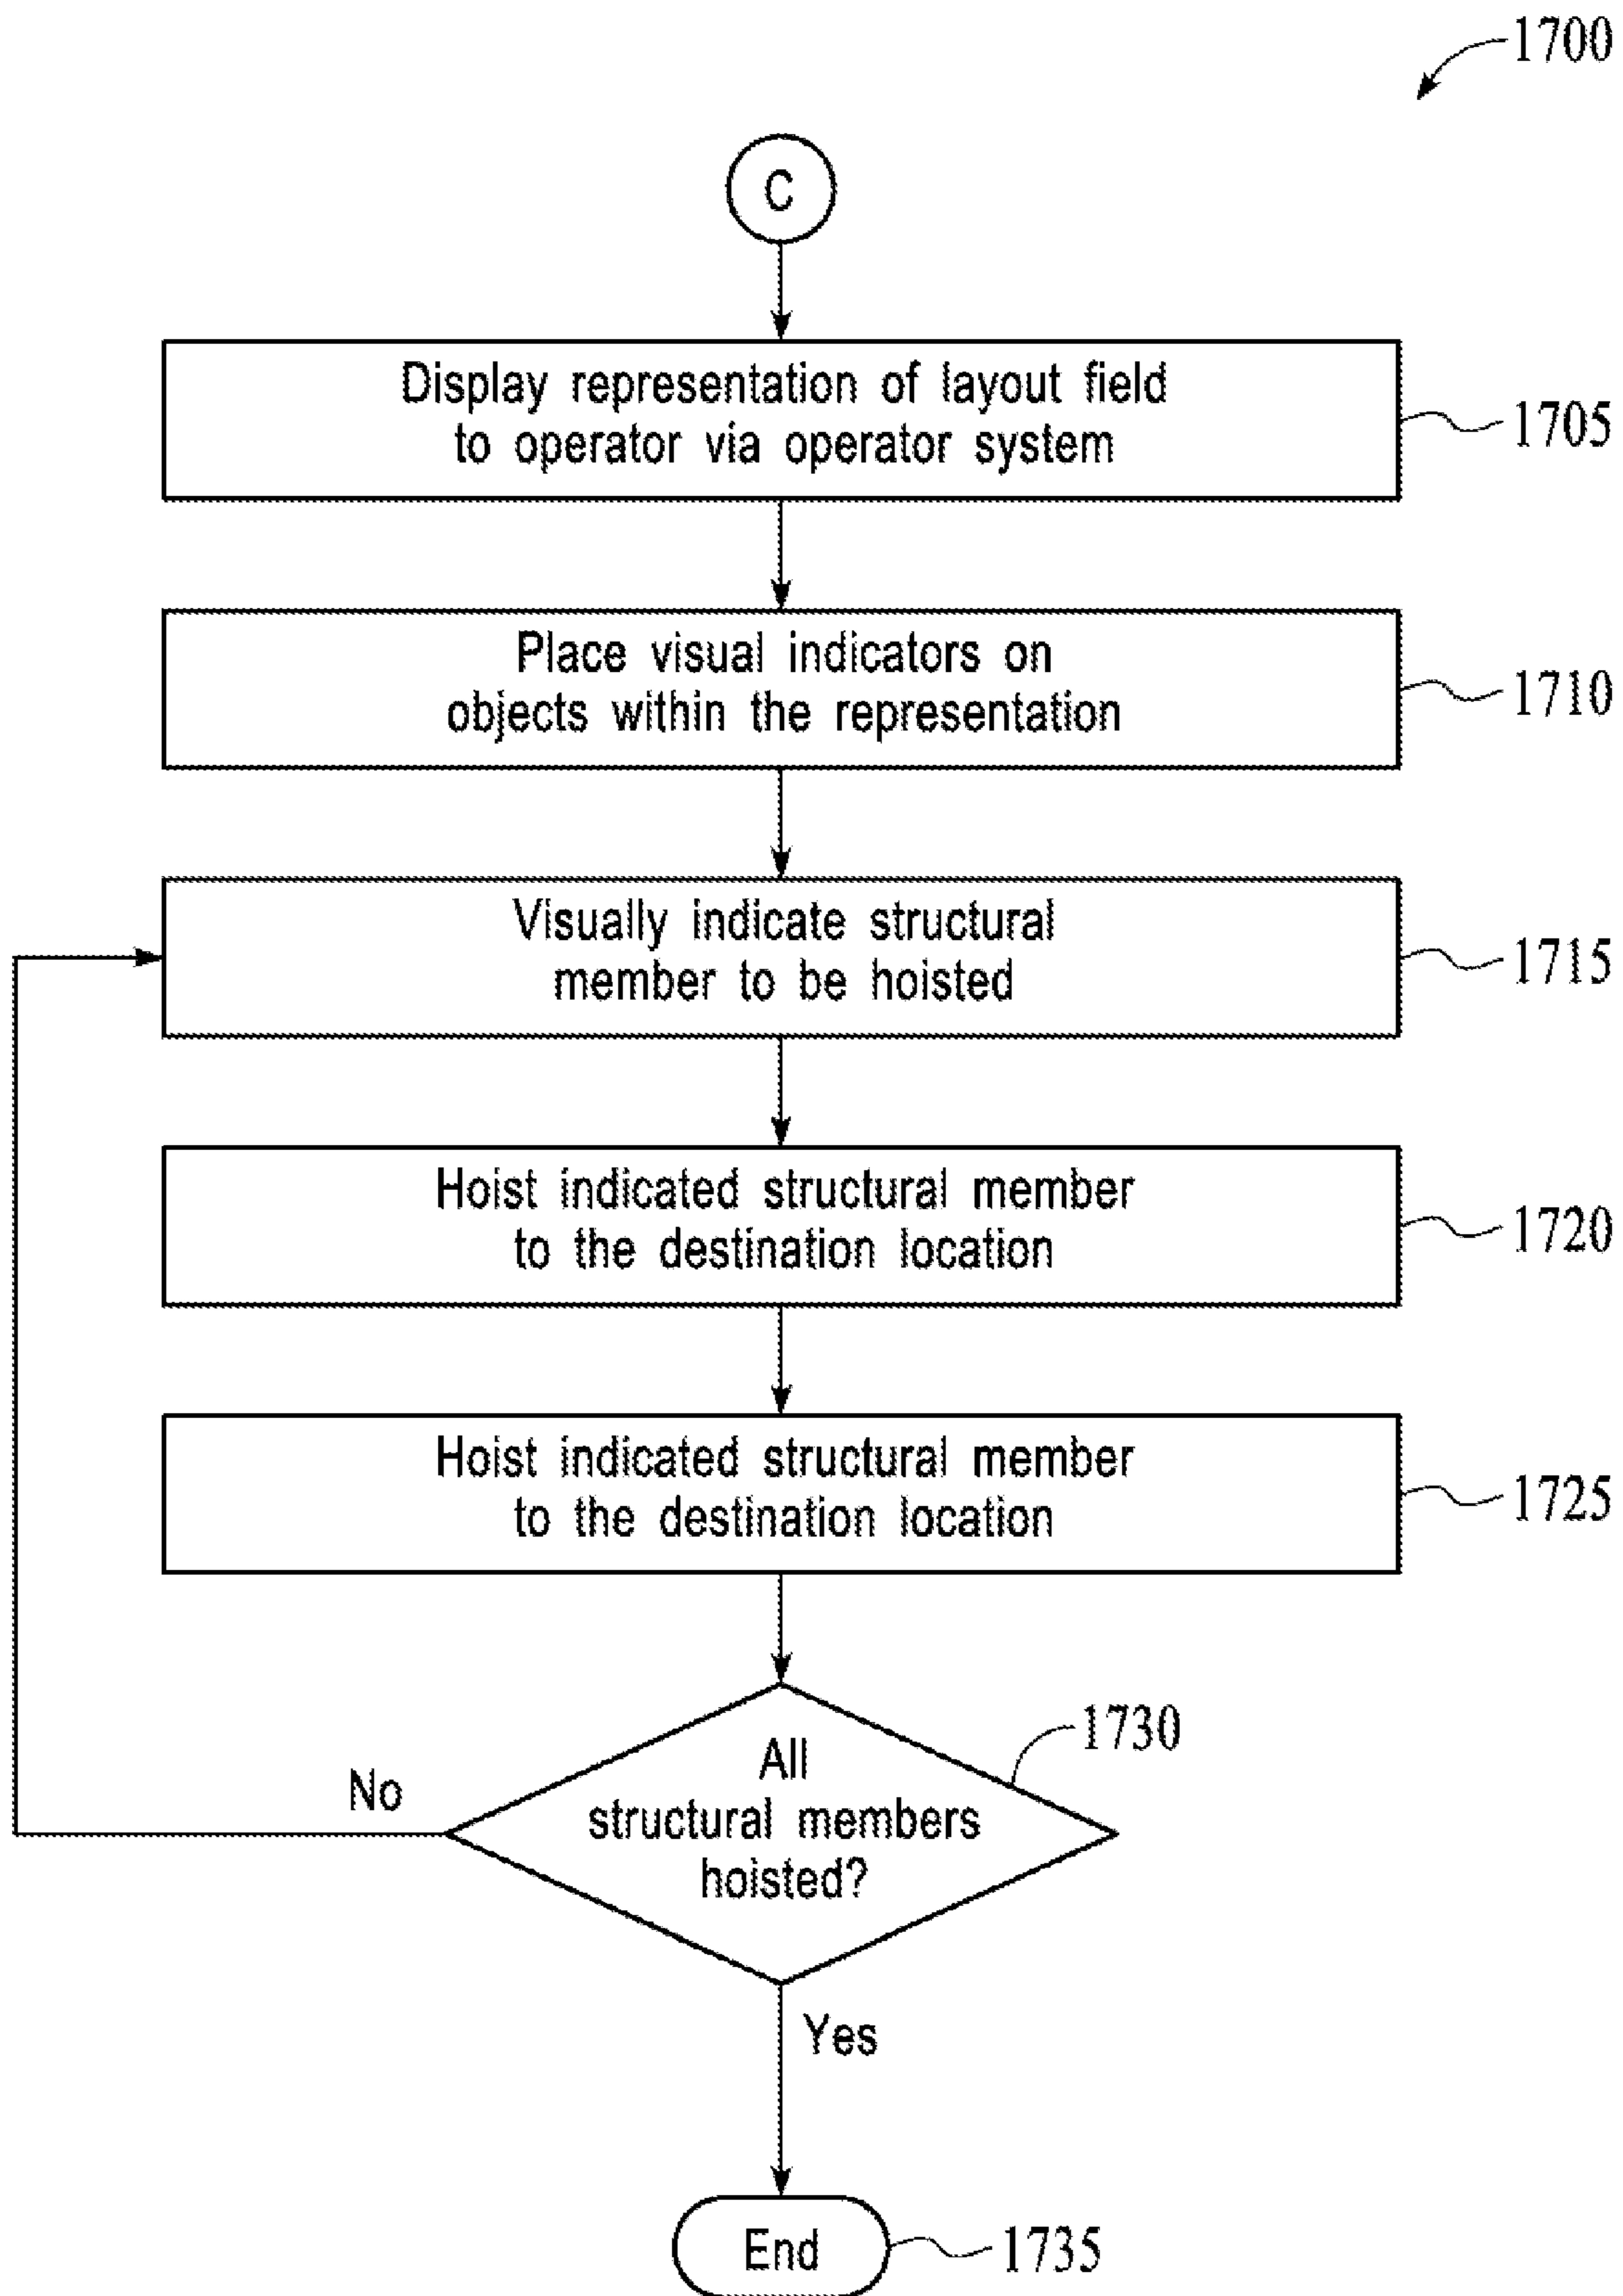 1700
C
Display representation of layout field
to operator via operator system
1705
Place visual indicators on
objects within the representation
1710
Visually indicate structural
member to be hoisted
1715
Hoist indicated structural member
to the destination location
1720
Hoist indicated structural member
to the destination location
1725
All
structural members
hoisted?
1730
No
Yes
End
1735